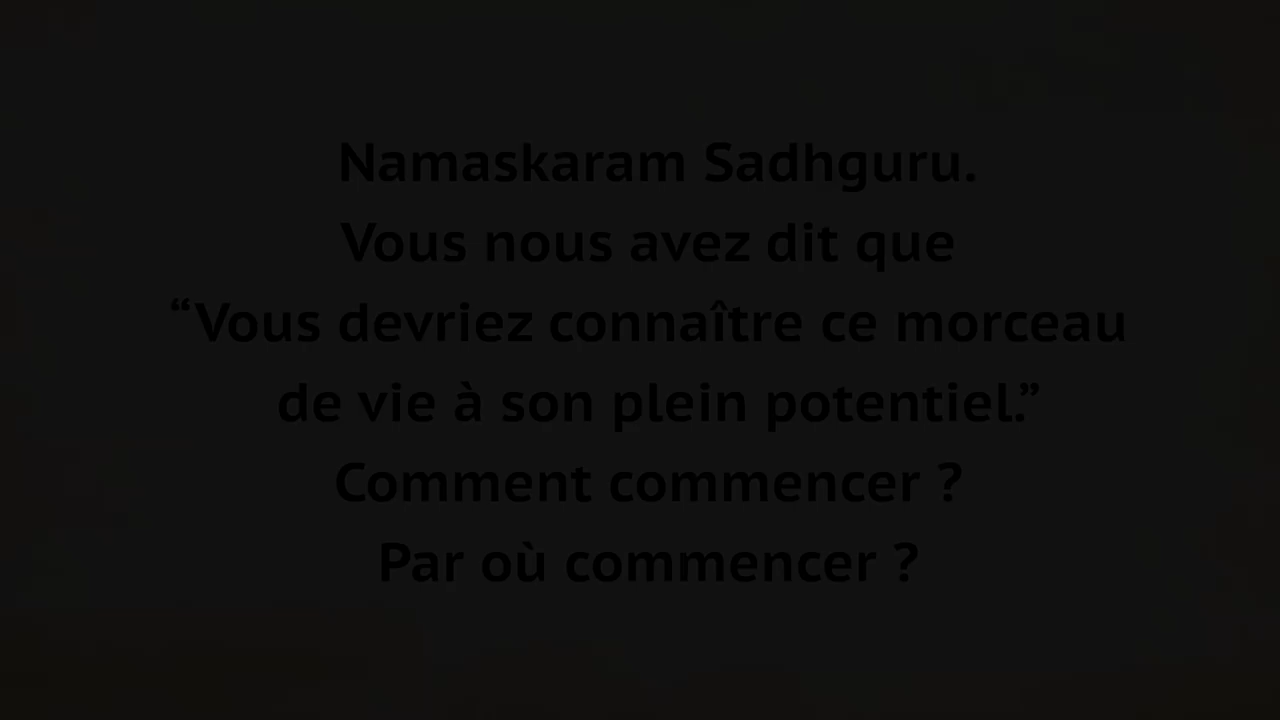 Namaskaram Sadhguru.
Vous nous avez dit que
“Vous devriez connaître ce morceau
de vie à son plein potentiel.”
Comment commencer ?
Par où commencer ?